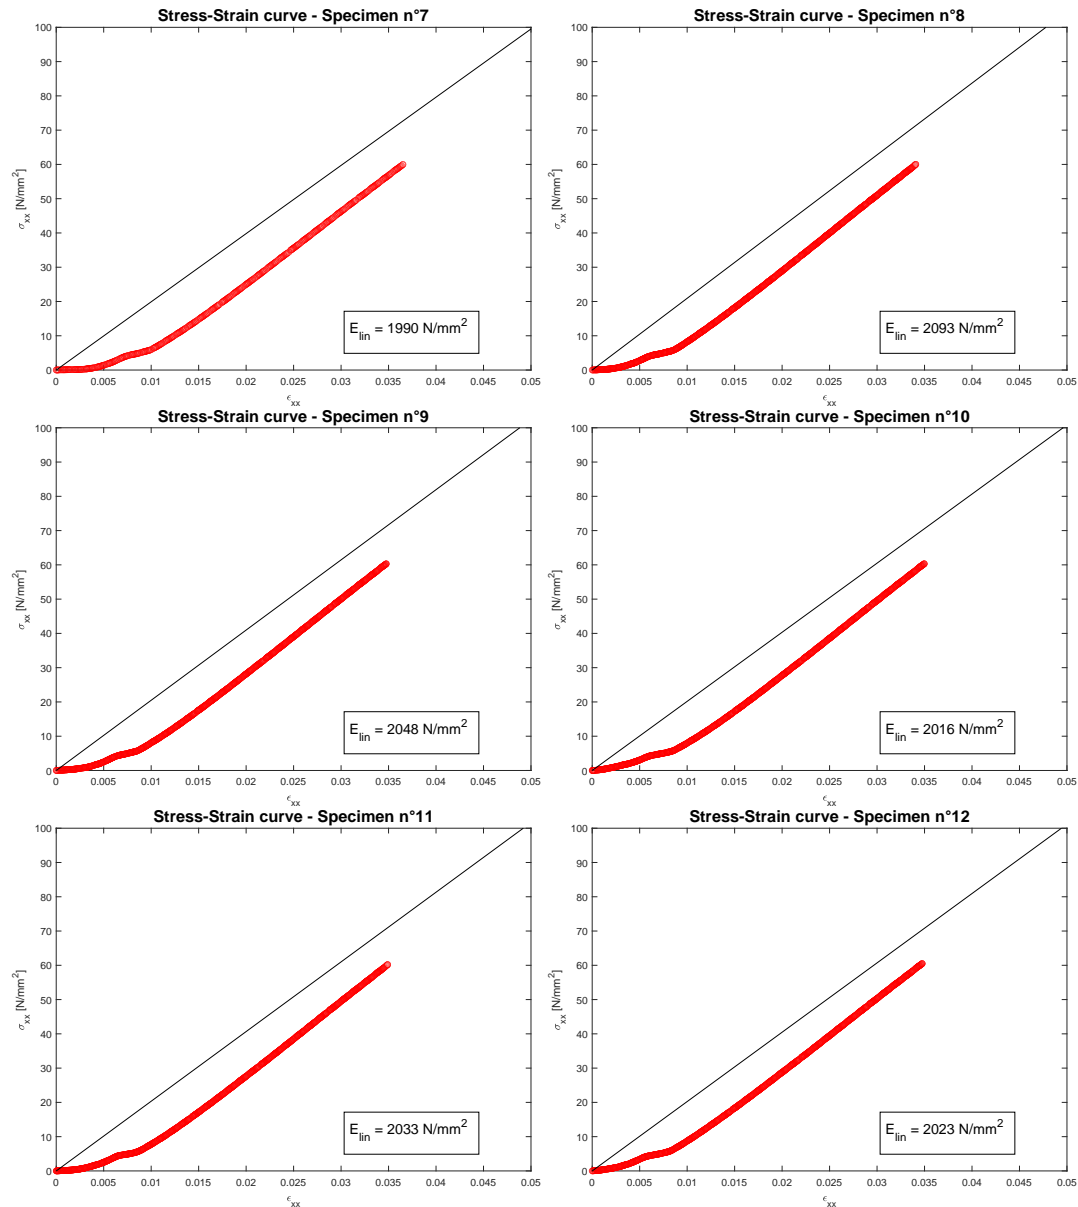 Stress-Strain curve - Specimen n°7
100
90
80
70
60
50
40
30
20
10
0
σxx [N/mm²]
Elin = 1990 N/mm²
0 0.005 0.01 0.015 0.02 0.025 0.03 0.035 0.04 0.045 0.05
ϵxx
Stress-Strain curve - Specimen n°8
100
90
80
70
60
50
40
30
20
10
0
σxx [N/mm²]
Elin = 2093 N/mm²
0 0.005 0.01 0.015 0.02 0.025 0.03 0.035 0.04 0.045 0.05
ϵxx
Stress-Strain curve - Specimen n°9
100
90
80
70
60
50
40
30
20
10
0
σxx [N/mm²]
Elin = 2048 N/mm²
0 0.005 0.01 0.015 0.02 0.025 0.03 0.035 0.04 0.045 0.05
ϵxx
Stress-Strain curve - Specimen n°10
100
90
80
70
60
50
40
30
20
10
0
σxx [N/mm²]
Elin = 2016 N/mm²
0 0.005 0.01 0.015 0.02 0.025 0.03 0.035 0.04 0.045 0.05
ϵxx
Stress-Strain curve - Specimen n°11
100
90
80
70
60
50
40
30
20
10
0
σxx [N/mm²]
Elin = 2033 N/mm²
0 0.005 0.01 0.015 0.02 0.025 0.03 0.035 0.04 0.045 0.05
ϵxx
Stress-Strain curve - Specimen n°12
100
90
80
70
60
50
40
30
20
10
0
σxx [N/mm²]
Elin = 2023 N/mm²
0 0.005 0.01 0.015 0.02 0.025 0.03 0.035 0.04 0.045 0.05
ϵxx